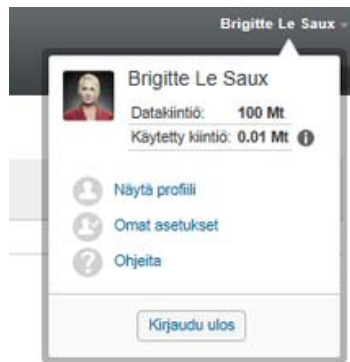 Brigitte Le Saux
Brigitte Le Saux
Datakiintiö: 100 Mt
Käytetty kiintiö: 0.01 Mt
Näytä profiili
Omat asetukset
Ohjeita
Kirjaudu ulos